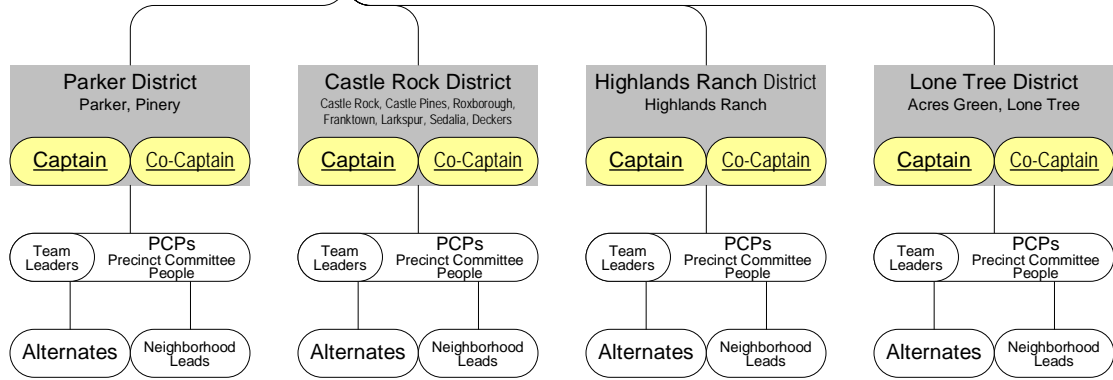 Parker District
Parker, Pinery
Captain
Co-Captain
Team
Leaders
PCPs
Precinct Committee
People
Alternates
Neighborhood
Leads
Castle Rock District
Castle Rock, Castle Pines, Roxborough,
Franktown, Larkspur, Sedalia, Deckers
Captain
Co-Captain
Team
Leaders
PCPs
Precinct Committee
People
Alternates
Neighborhood
Leads
Highlands Ranch District
Highlands Ranch
Captain
Co-Captain
Team
Leaders
PCPs
Precinct Committee
People
Alternates
Neighborhood
Leads
Lone Tree District
Acres Green, Lone Tree
Captain
Co-Captain
Team
Leaders
PCPs
Precinct Committee
People
Alternates
Neighborhood
Leads